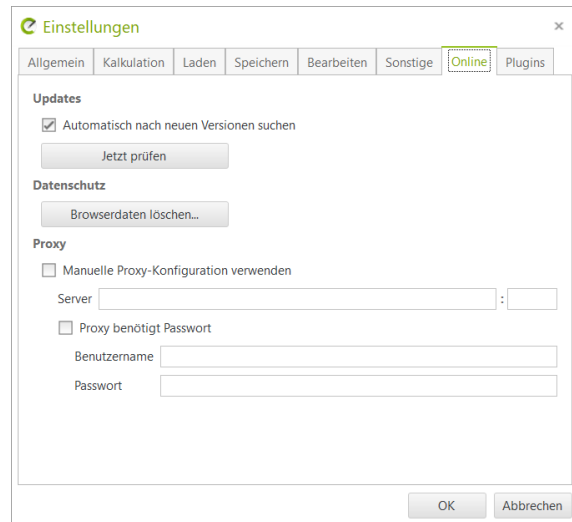 Einstellungen
Allgemein Kalkulation Laden Speichern Bearbeiten Sonstige Online Plugins
Updates
Automatisch nach neuen Versionen suchen
Jetzt prüfen
Datenschutz
Browserdaten löschen...
Proxy
Manuelle Proxy-Konfiguration verwenden
Server :
Proxy benötigt Passwort
Benutzername
Passwort
OK Abbrechen